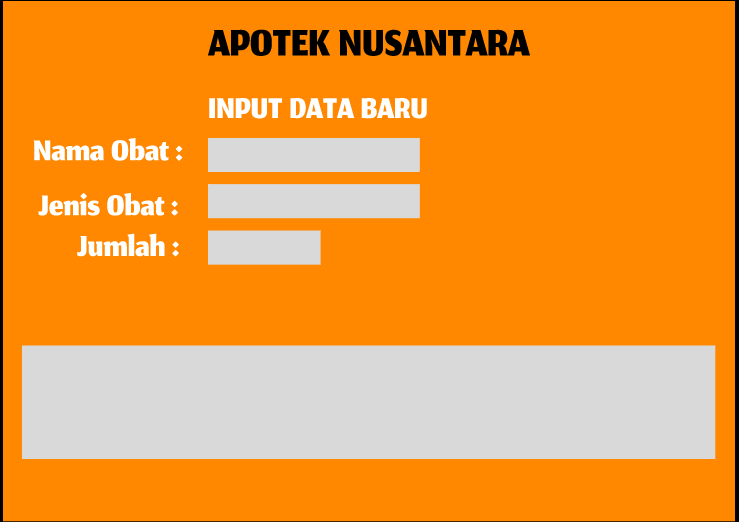 APOTEK NUSANTARA
INPUT DATA BARU
Nama Obat :
Jenis Obat :
Jumlah :